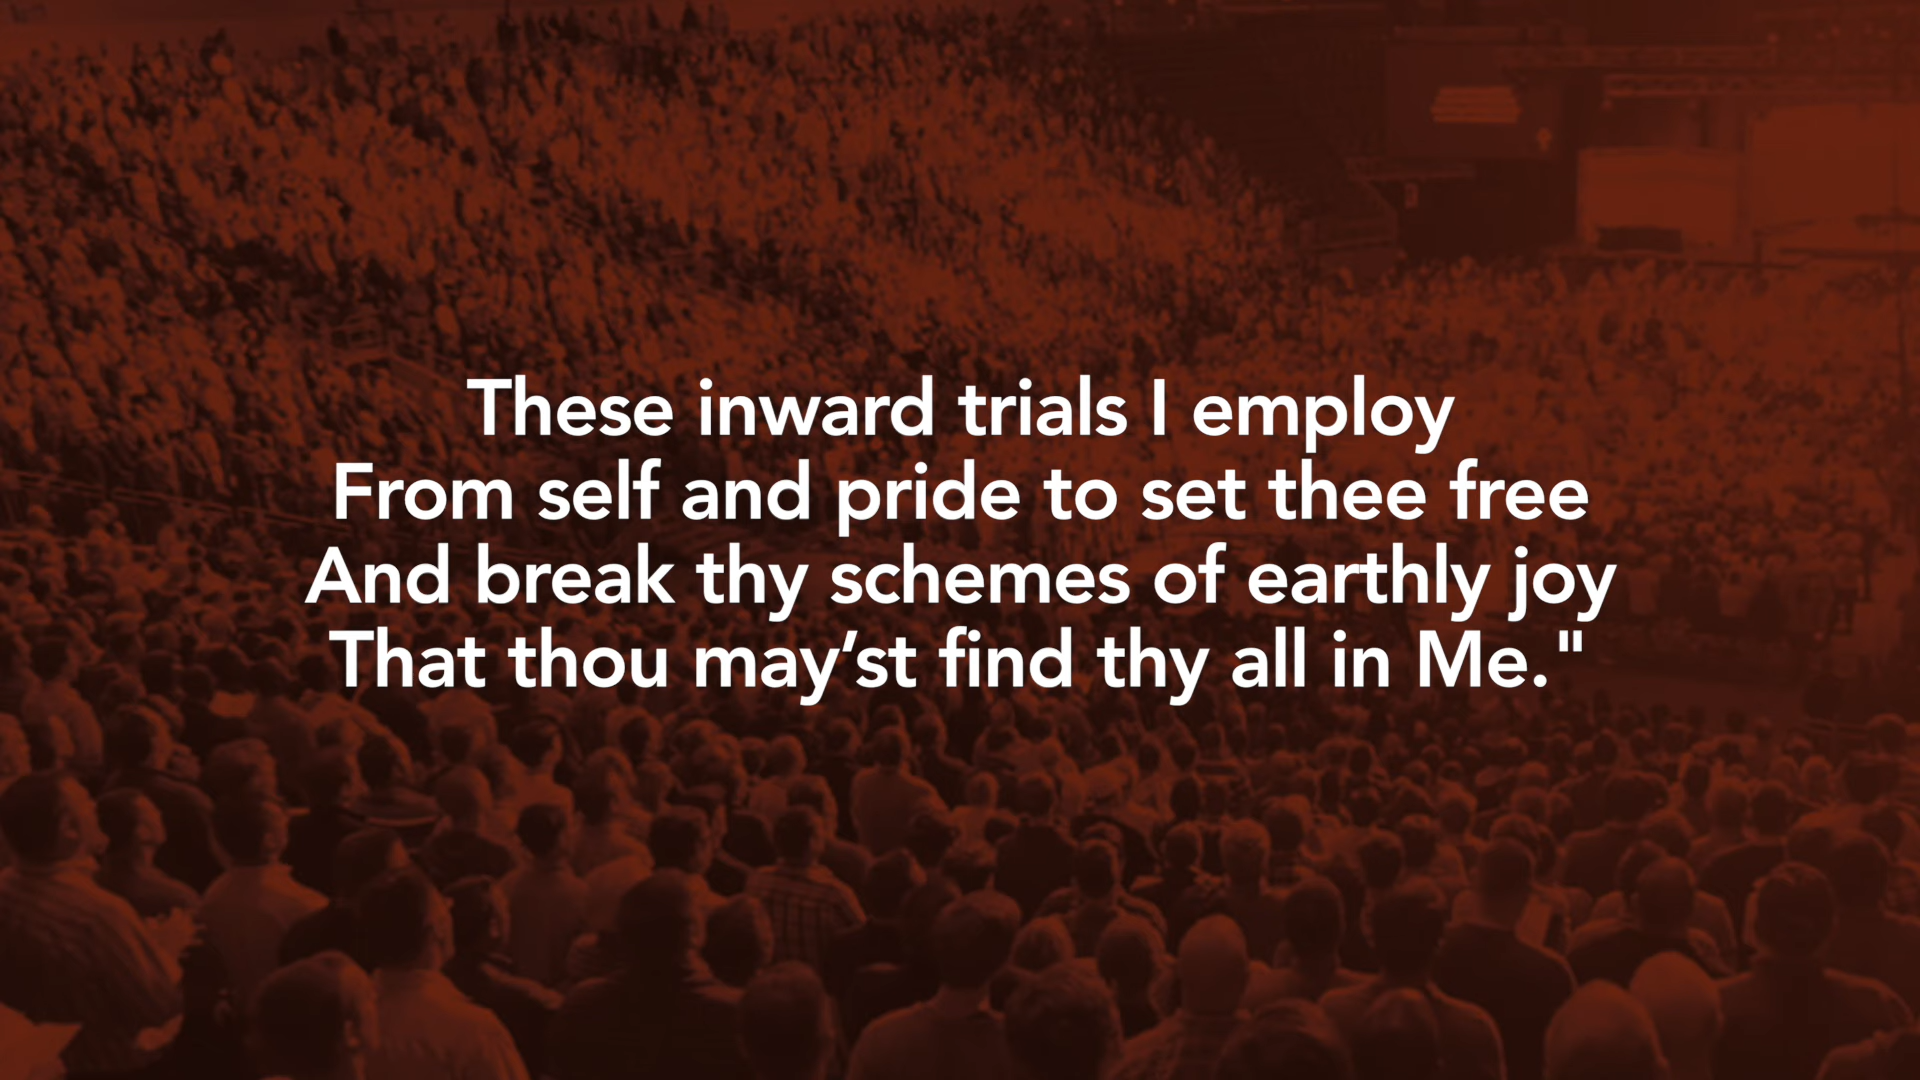 These inward trials I employ
From self and pride to set thee free
And break thy schemes of earthly joy
That thou may’st find thy all in Me."